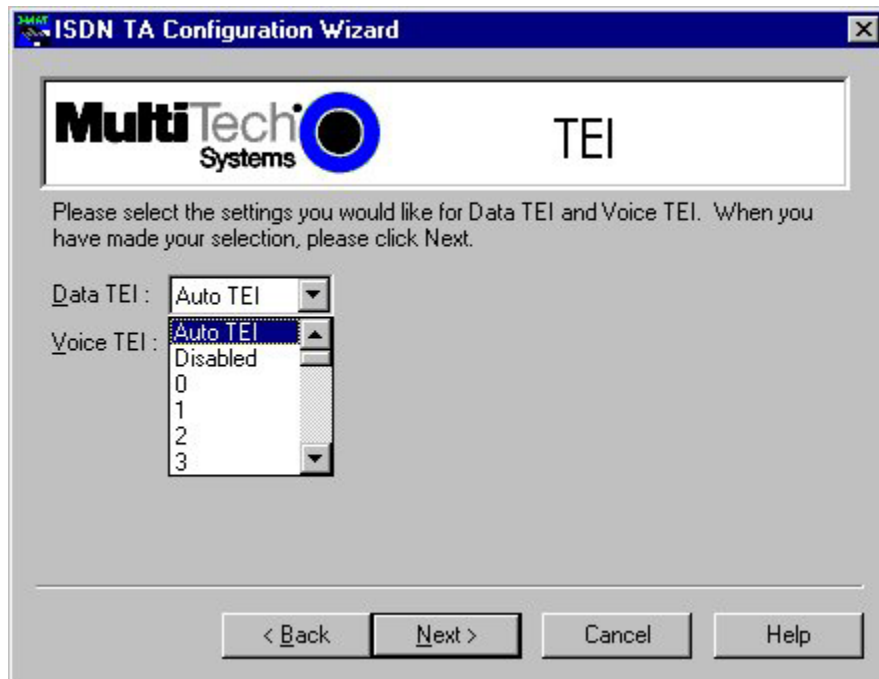 ISDN TA Configuration Wizard
MultiTech
Systems
TEI
Please select the settings you would like for Data TEI and Voice TEI. When you
have made your selection, please click Next.
Data TEI : Auto TEI
Voice TEI :
Auto TEI
Disabled
0
1
2
3
< Back Next > Cancel Help